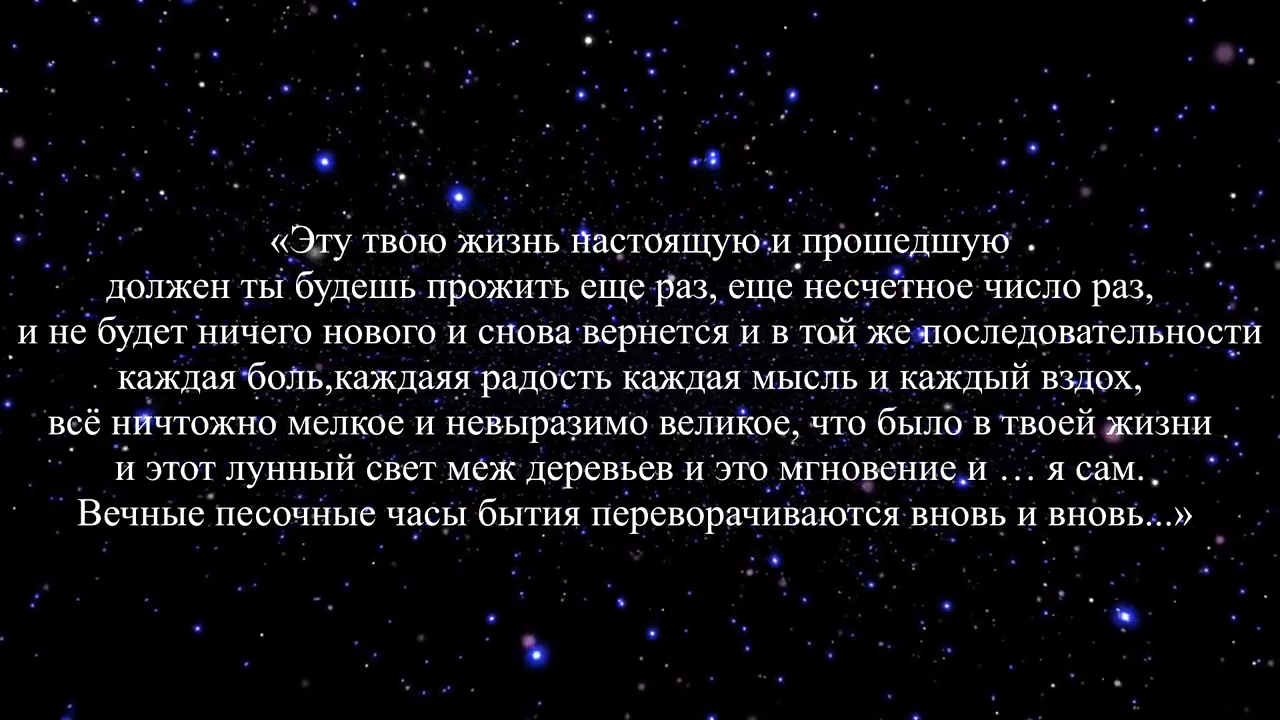 «Эту твою жизнь настоящую и прошедшую
должен ты будешь прожить еще раз, еще несчетное число раз,
и не будет ничего нового и снова вернется и в той же последовательности
каждая боль,каждаяя радость каждая мысль и каждый вздох,
всё ничтожно мелкое и невыразимо великое, что было в твоей жизни
и этот лунный свет меж деревьев и это мгновение и … я сам.
Вечные песочные часы бытия переворачиваются вновь и вновь...»